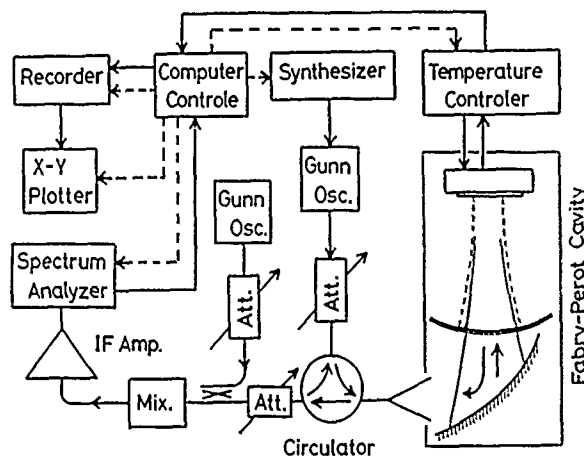 Recorder
Computer
Controle
Synthesizer
Temperature
Controler
X-Y
Plotter
Gunn
Osc.
Gunn
Osc.
Spectrum
Analyzer
Att.
Att.
IF Amp.
Mix.
Att.
Circulator
Fabry-Perot Cavity